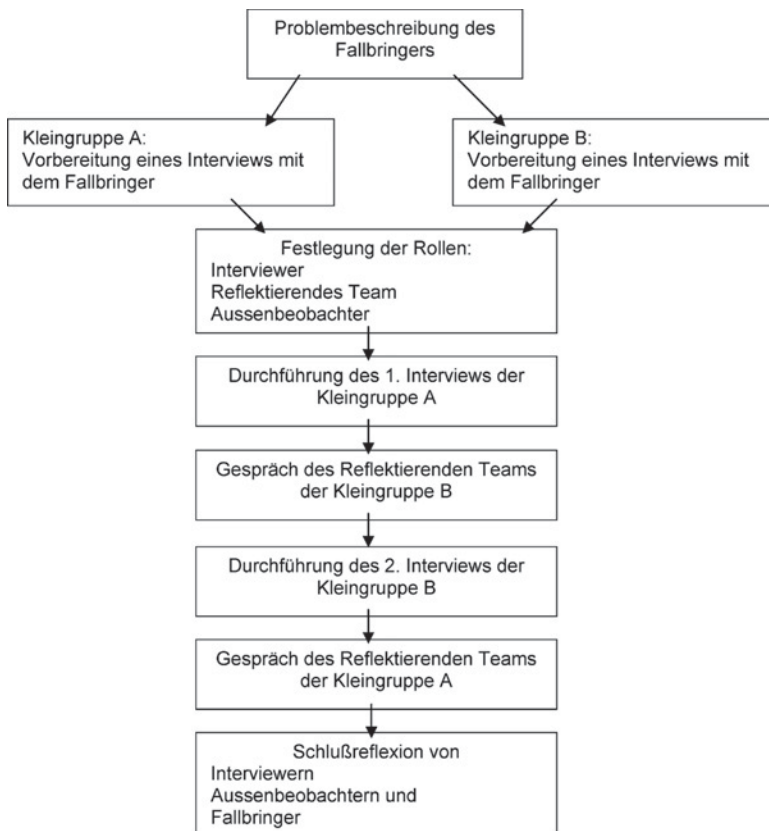 Problembeschreibung des
Fallbringers
Kleingruppe A:
Vorbereitung eines Interviews mit
dem Fallbringer
Kleingruppe B:
Vorbereitung eines Interviews mit
dem Fallbringer
Festlegung der Rollen:
Interviewer
Reflektierendes Team
Aussenbeobachter
Durchführung des 1. Interviews der
Kleingruppe A
Gespräch des Reflektierenden Teams
der Kleingruppe B
Durchführung des 2. Interviews der
Kleingruppe B
Gespräch des Reflektierenden Teams
der Kleingruppe A
Schlußreflexion von
Interviewern
Aussenbeobachtern und
Fallbringer